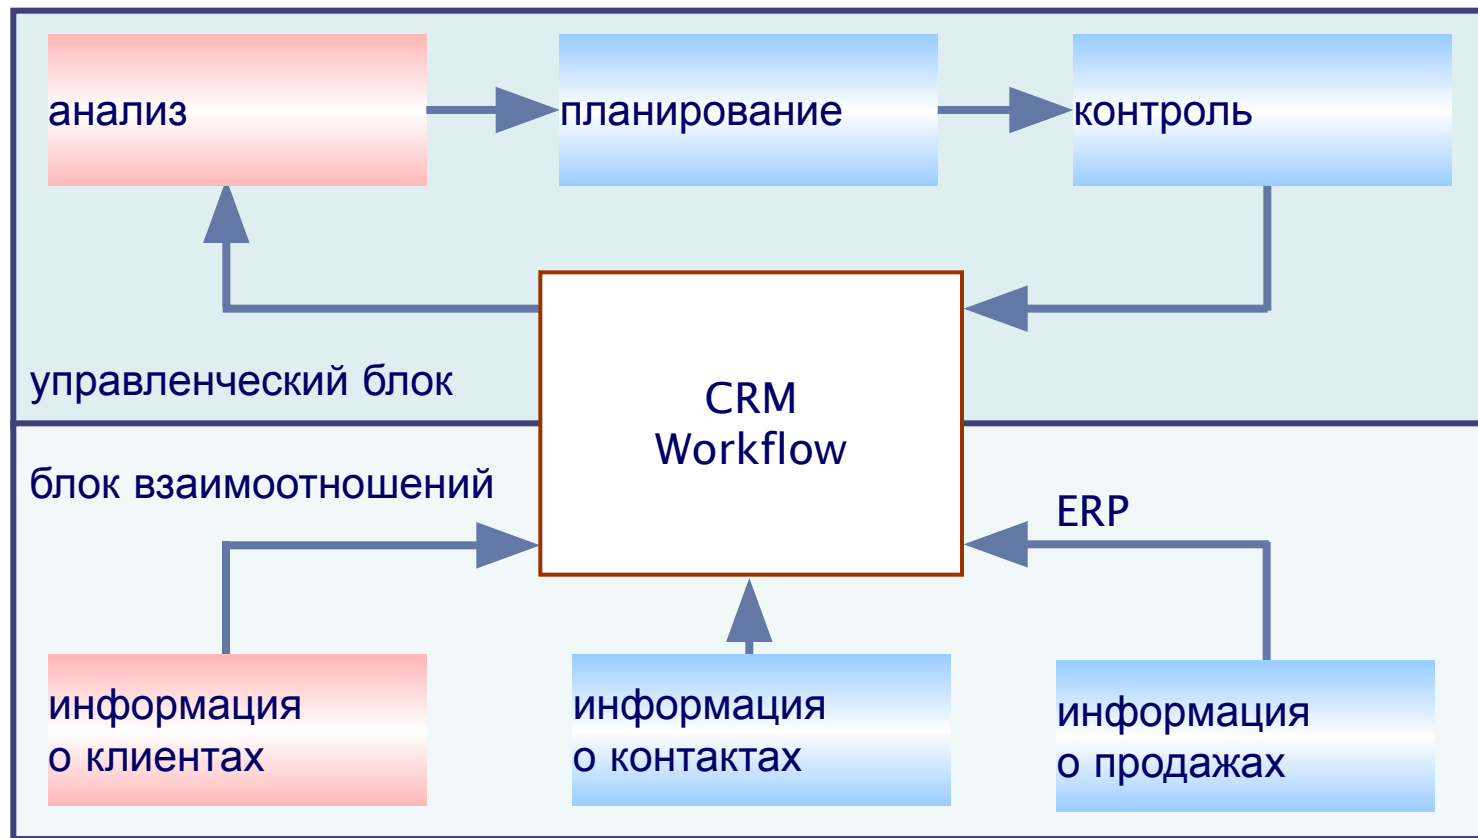 анализ
планирование
контроль
управленческий блок
CRM
Workflow
блок взаимоотношений
ERP
информация
о клиентах
информация
о контактах
информация
о продажах